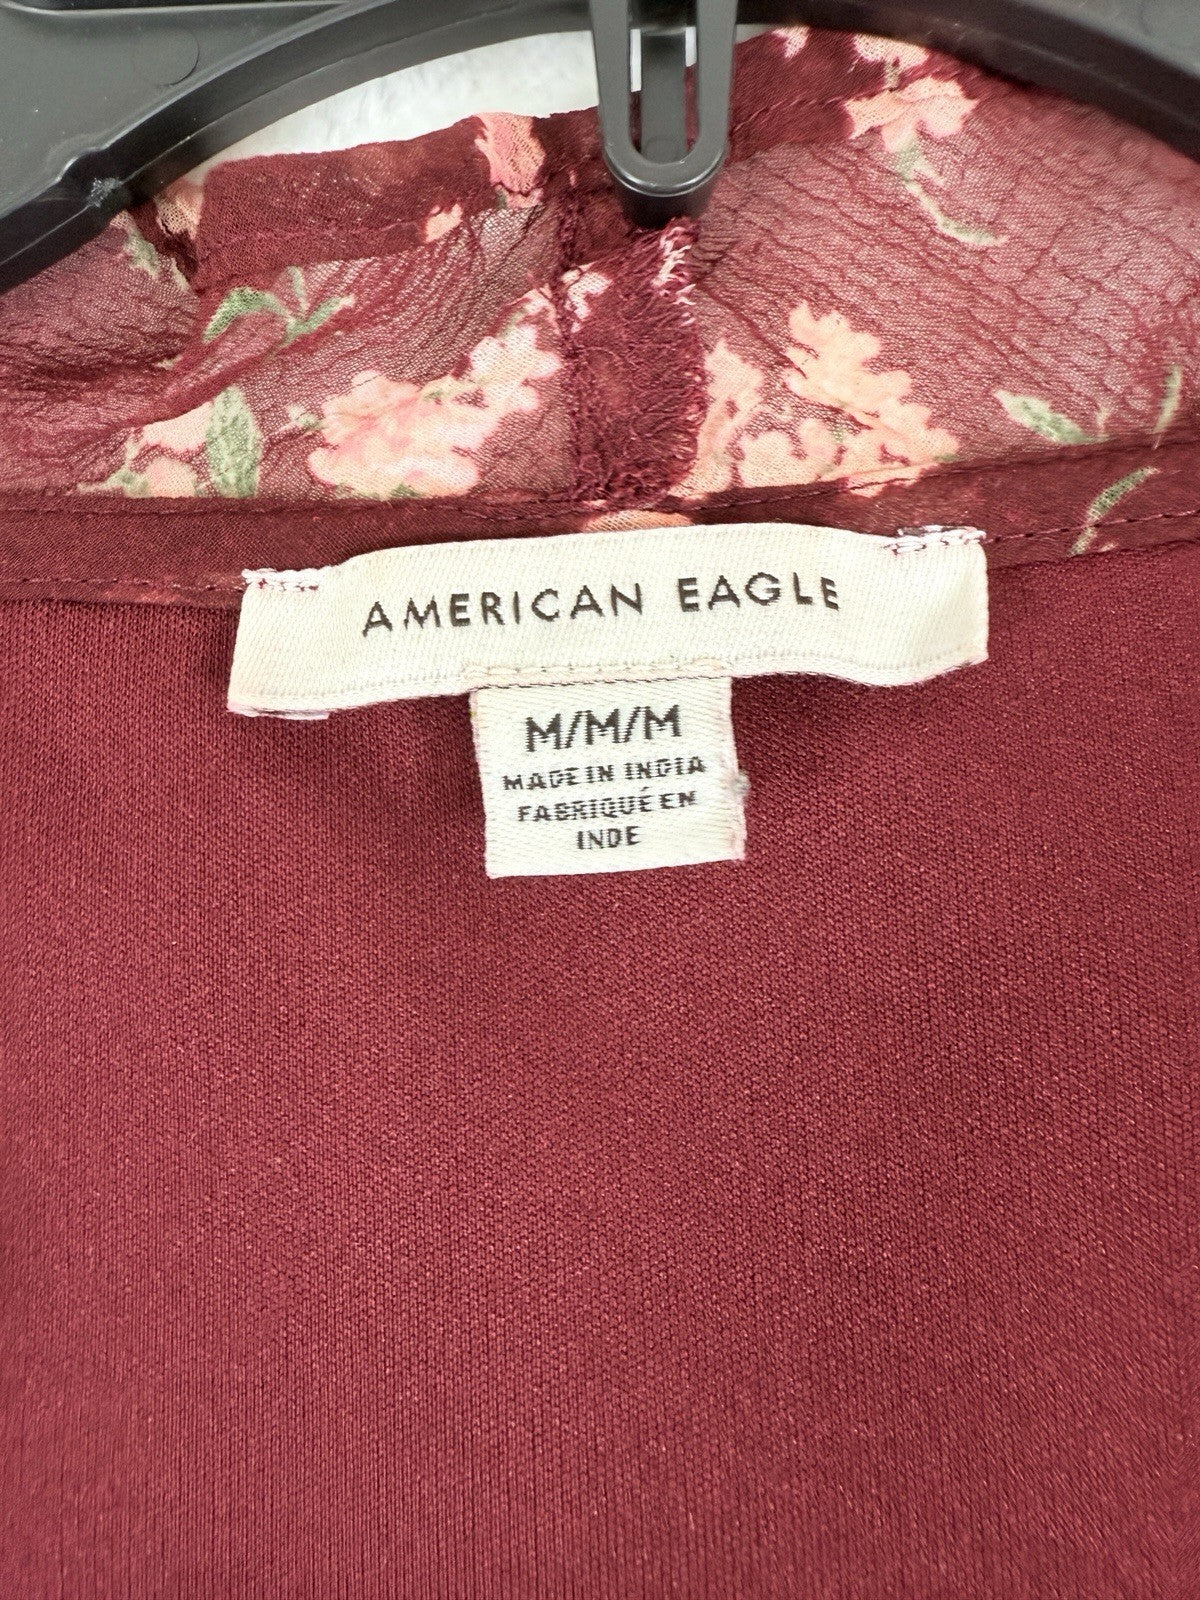 AMERICAN EAGLE
M/M/M
MADE IN INDIA
FABRIQUÉ EN
INDE